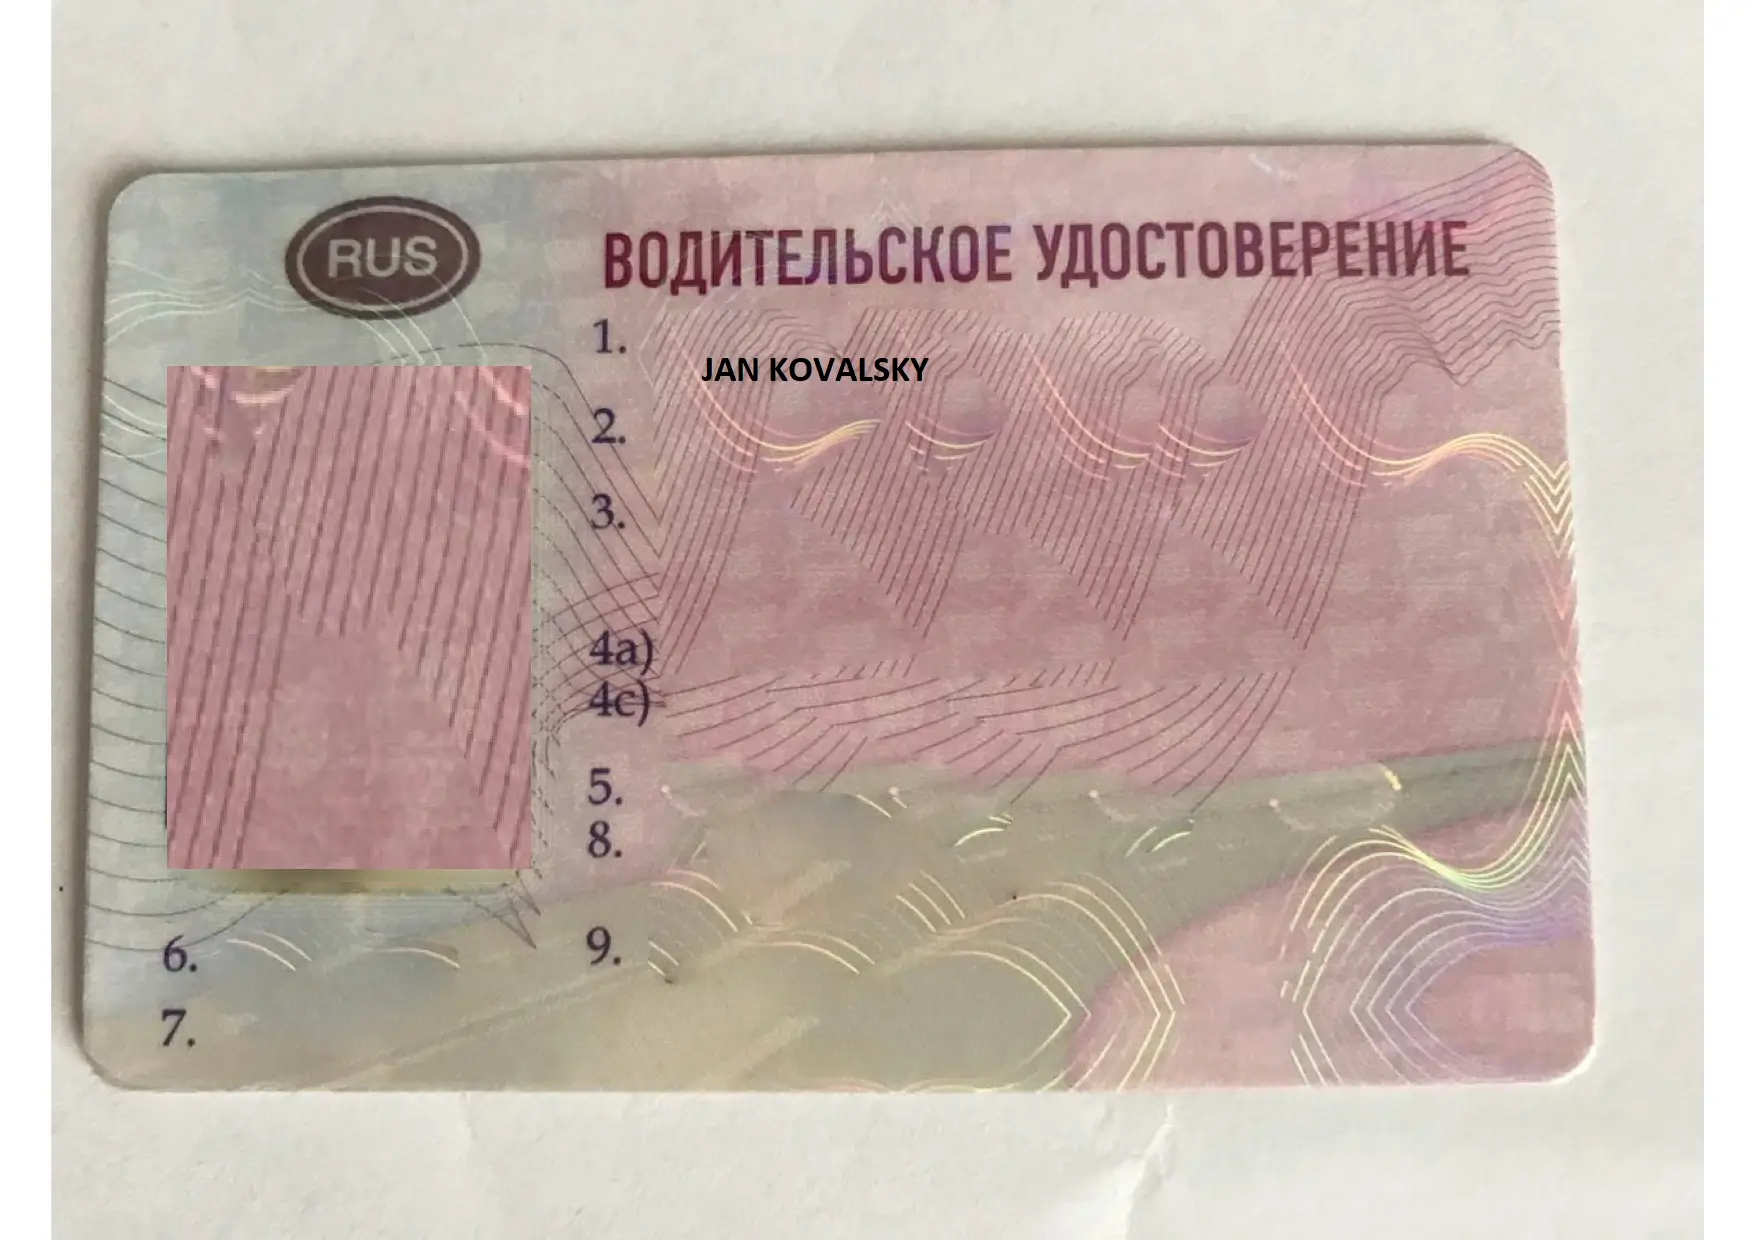 RUS
ВОДИТЕЛЬСКОЕ УДОСТОВЕРЕНИЕ
1.
JAN KOVALSKY
2.
3.
4a)
4c)
5.
8.
9.
6.
7.